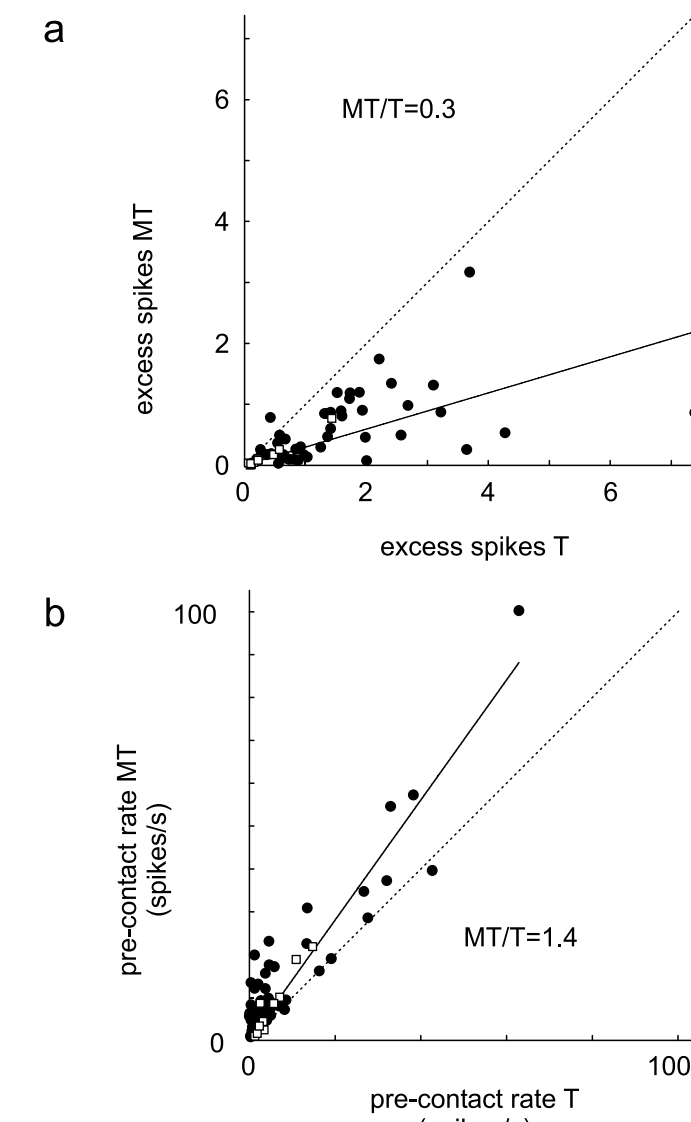 a
6
MT/T=0.3
4
excess spikes MT
2
0
0 2 4 6
excess spikes T
b
100
pre-contact rate MT
(spikes/s)
MT/T=1.4
0
0 100
pre-contact rate T